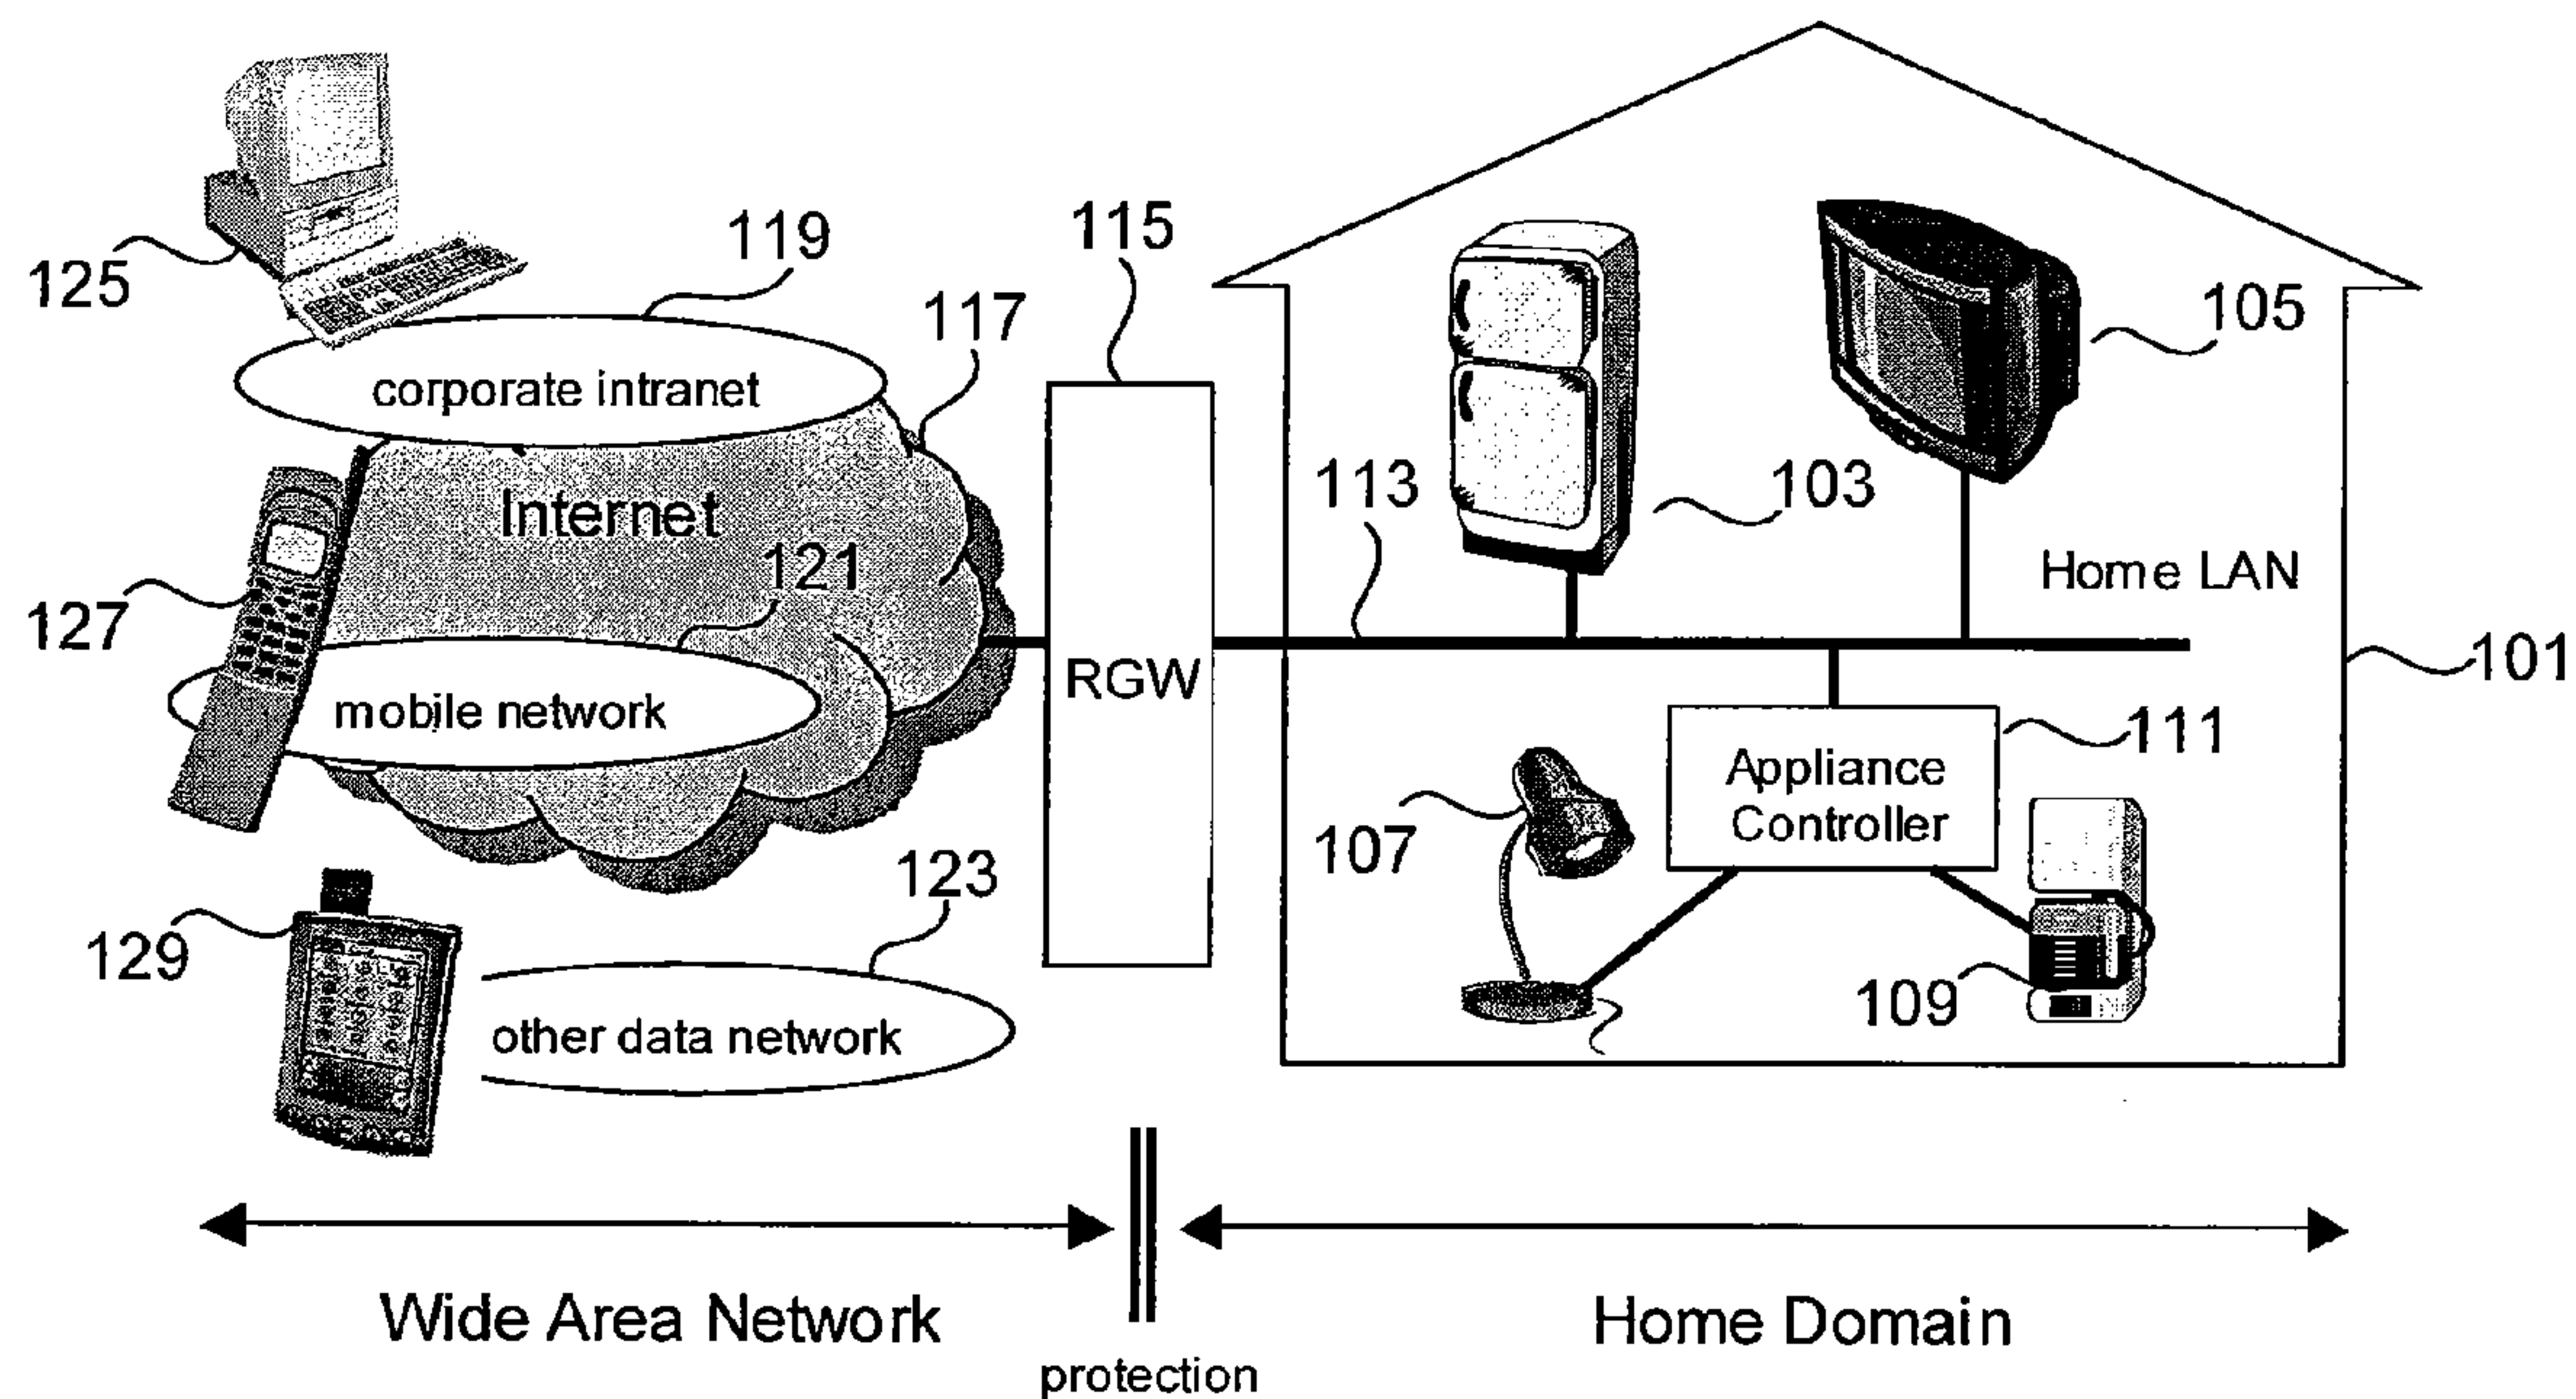 125
119
115
117
corporate intranet
105
Internet
113
103
121
Home LAN
127
RGW
101
mobile network
111
Appliance
Controller
107
123
129
109
other data network
Wide Area Network
Home Domain
protection